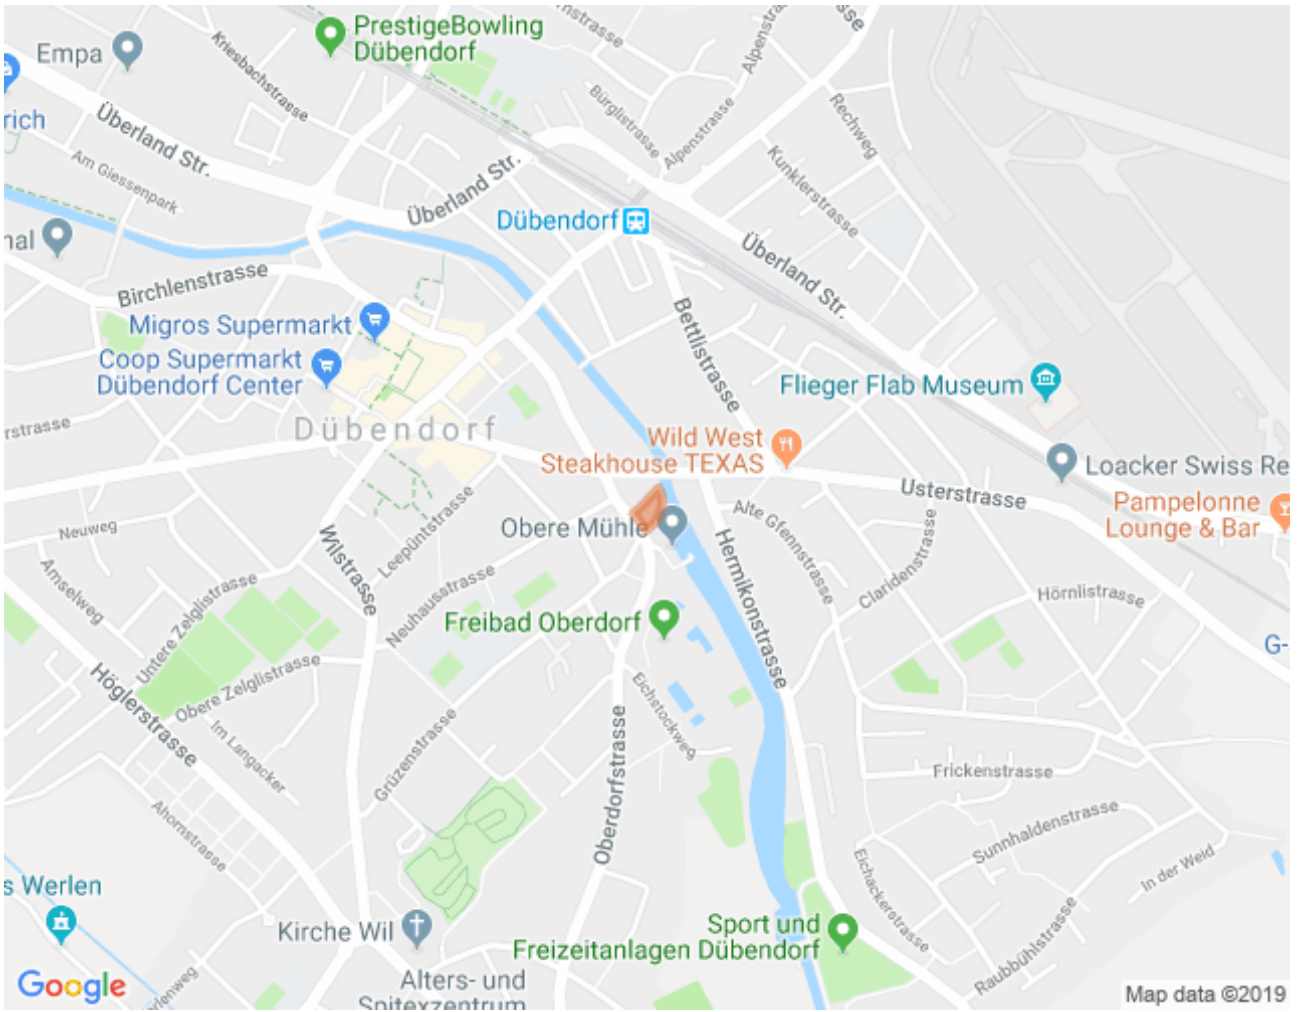 PrestigeBowling
Dübendorf
Empa
Kriesbachstrasse
Alpenstrasse
Rechweg
Bürglistrasse
Alpenstrasse
rich
Überland Str.
Am Giessenpark
Kunklerstrasse
Überland Str.
Dübendorf
nal
Überland Str.
Birchlenstrasse
Bettlistrasse
Migros Supermarkt
Coop Supermarkt
Dübendorf Center
Flieger Flab Museum
rstrasse
Dübendorf
Wild West
Steakhouse TEXAS
Loacker Swiss Re
Usterstrasse
Pampelonne
Lounge & Bar
Neuweg
Leepüntstrasse
Obere Mühle
Alte Gfennstrasse
Wilstrasse
Hermikonstrasse
Claridenstrasse
Amselweg
Untere Zelglistrasse
Neuhausstrasse
Hörnlistrasse
Freibad Oberdorf
G-
Höglerstrasse
Obere Zelglistrasse
Eichstockweg
Im Langacker
Grüzenstrasse
Oberdorfstrasse
Frickenstrasse
Ahornstrasse
Sunnhaldenstrasse
In der Weid
Eichackerstrasse
s Werlen
Kirche Wil
Sport und
Freizeitanlagen Dübendorf
Raubbühlstrasse
Alters- und
Spitexzentrum
erlenweg
Google
Map data ©2019